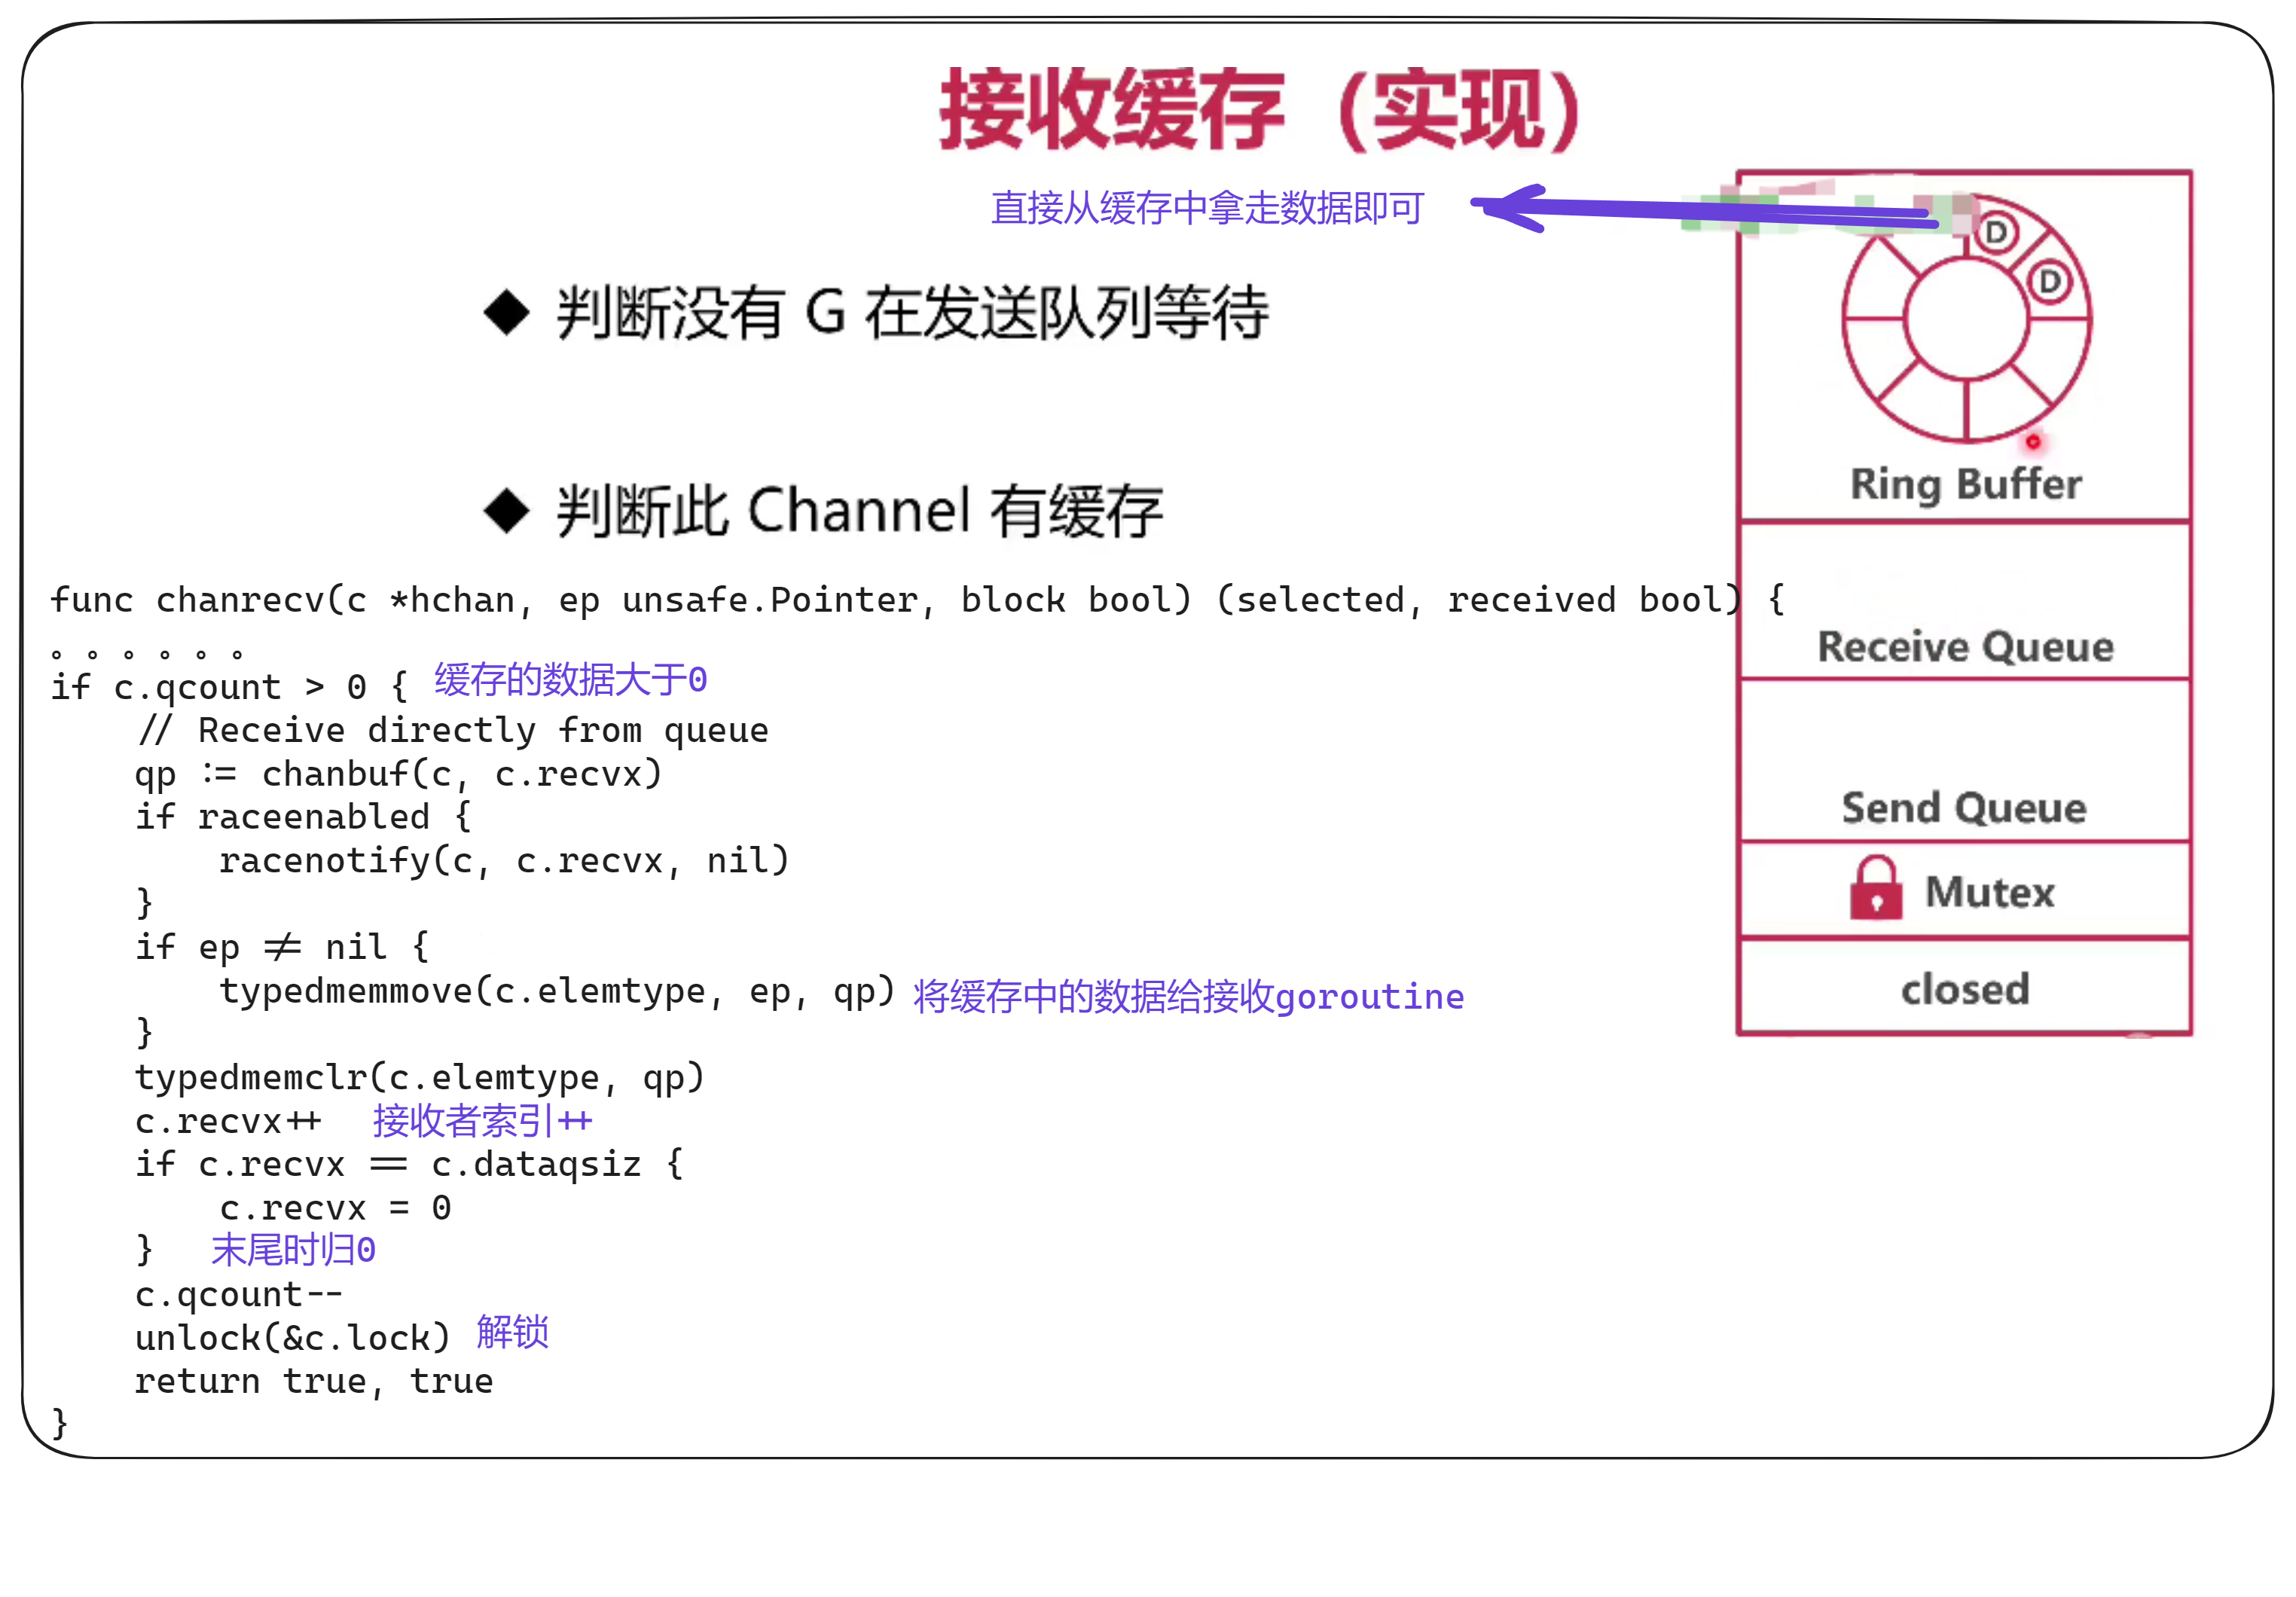 接收缓存（实现）
直接从缓存中拿走数据即可
◆ 判断没有 G 在发送队列等待
◆ 判断此 Channel 有缓存
func chanrecv(c *hchan, ep unsafe.Pointer, block bool) (selected, received bool) {
。。。。。。
if c.qcount > 0 { 缓存的数据大于0
    // Receive directly from queue
    qp := chanbuf(c, c.recvx)
    if raceenabled {
        racenotify(c, c.recvx, nil)
    }
    if ep != nil {
        typedmemmove(c.elemtype, ep, qp) 将缓存中的数据给接收goroutine
    }
    typedmemclr(c.elemtype, qp)
    c.recvx++ 接收者索引++
    if c.recvx == c.dataqsiz {
        c.recvx = 0
    } 末尾时归0
    c.qcount--
    unlock(&c.lock) 解锁
    return true, true
}
D
D
Ring Buffer
Receive Queue
Send Queue
Mutex
closed